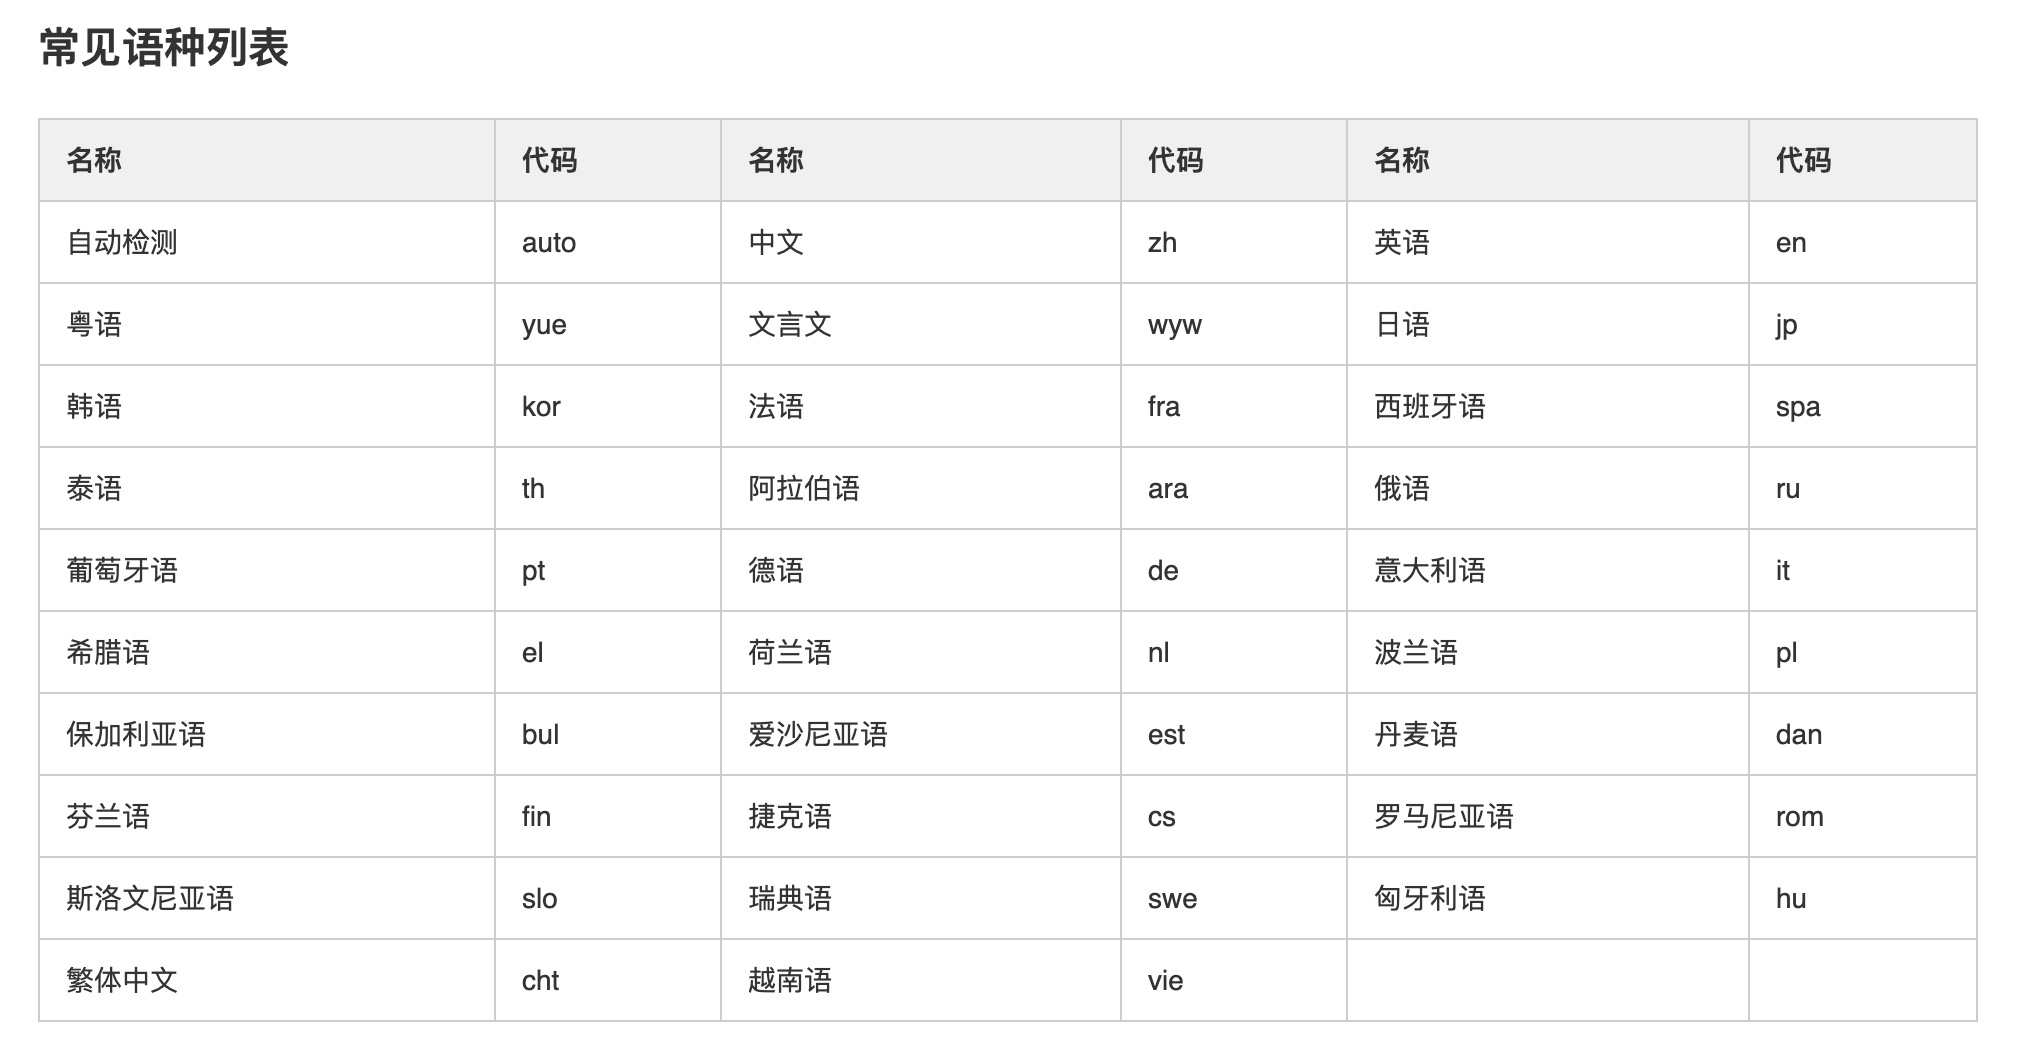 常见语种列表
名称 代码 名称 代码 名称 代码
自动检测 auto 中文 zh 英语 en
粤语 yue 文言文 wyw 日语 jp
韩语 kor 法语 fra 西班牙语 spa
泰语 th 阿拉伯语 ara 俄语 ru
葡萄牙语 pt 德语 de 意大利语 it
希腊语 el 荷兰语 nl 波兰语 pl
保加利亚语 bul 爱沙尼亚语 est 丹麦语 dan
芬兰语 fin 捷克语 cs 罗马尼亚语 rom
斯洛文尼亚语 slo 瑞典语 swe 匈牙利语 hu
繁体中文 cht 越南语 vie